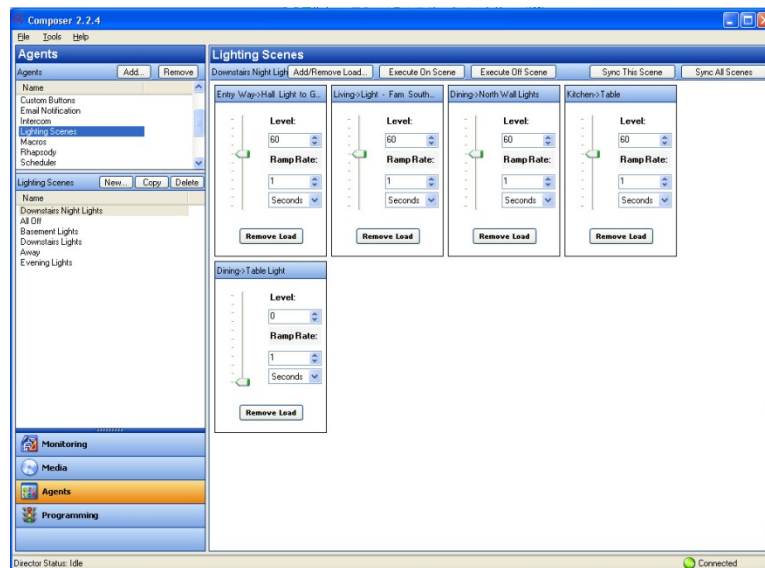 Composer 2.2.4
File Tools Help
Agents
Agents Add... Remove
Name
Custom Buttons
Email Notification
Intercom
Lighting Scenes
Macros
Rhapsody
Scheduler
Lighting Scenes New... Copy Delete
Name
Downstairs Night Lights
All Off
Basement Lights
Downstairs Lights
Away
Evening Lights
Monitoring
Media
Agents
Programming
Lighting Scenes
Downstairs Night Ligh Add/Remove Load... Execute On Scene Execute Off Scene Sync This Scene Sync All Scenes
Entry Way->Hall Light to G.. Living->Light - Fam South.. Dining->North Wall Lights Kitchen->Table
Level: Level: Level: Level:
60 60 60 60
Ramp Rate: Ramp Rate: Ramp Rate: Ramp Rate:
1 1 1 1
Seconds Seconds Seconds Seconds
Remove Load Remove Load Remove Load Remove Load
Dining->Table Light
Level:
0
Ramp Rate:
1
Seconds
Remove Load
Director Status: Idle Connected